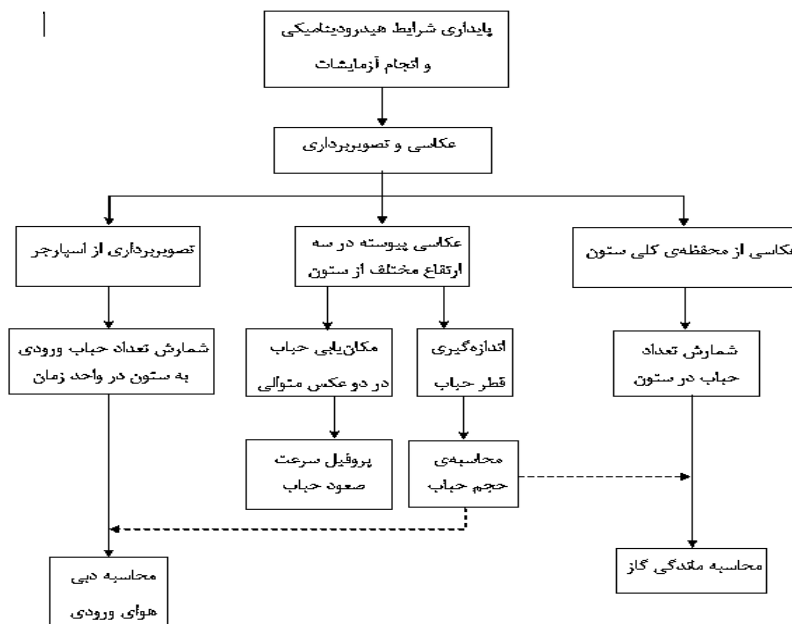 پایداری شرایط هیدرودینامیکی
و انجام آزمایشات
عکاسی و تصویربرداری
عکاسی از محفظه‌ی کلی ستون
عکاسی پیوسته در سه
ارتفاع مختلف از ستون
تصویربرداری از اسپارجر
شمارش تعداد
حباب در ستون
اندازه‌گیری
قطر حباب
مکان‌یابی حباب
در دو عکس متوالی
شمارش تعداد حباب ورودی
به ستون در واحد زمان
محاسبه‌ی
حجم حباب
پروفیل سرعت
صعود حباب
محاسبه ماندگی گاز
محاسبه دبی
هوای ورودی